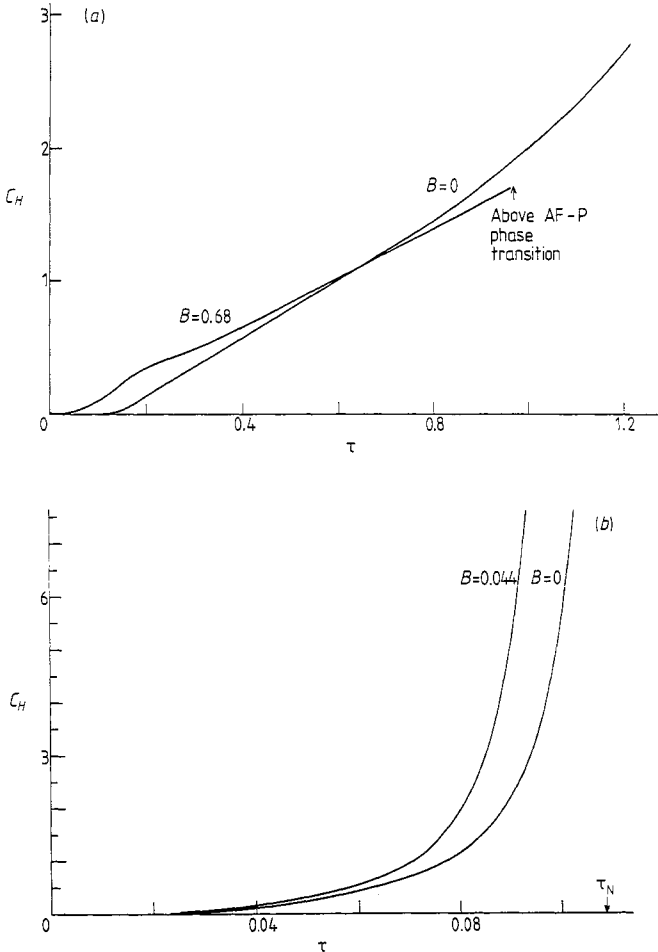 3
(a)
2
C_H
B=0
Above AF-P
phase
transition
1
B=0.68
0
0.4
0.8
1.2
τ
(b)
B=0.044
B=0
6
C_H
3
τ_N
0
0.04
0.08
τ